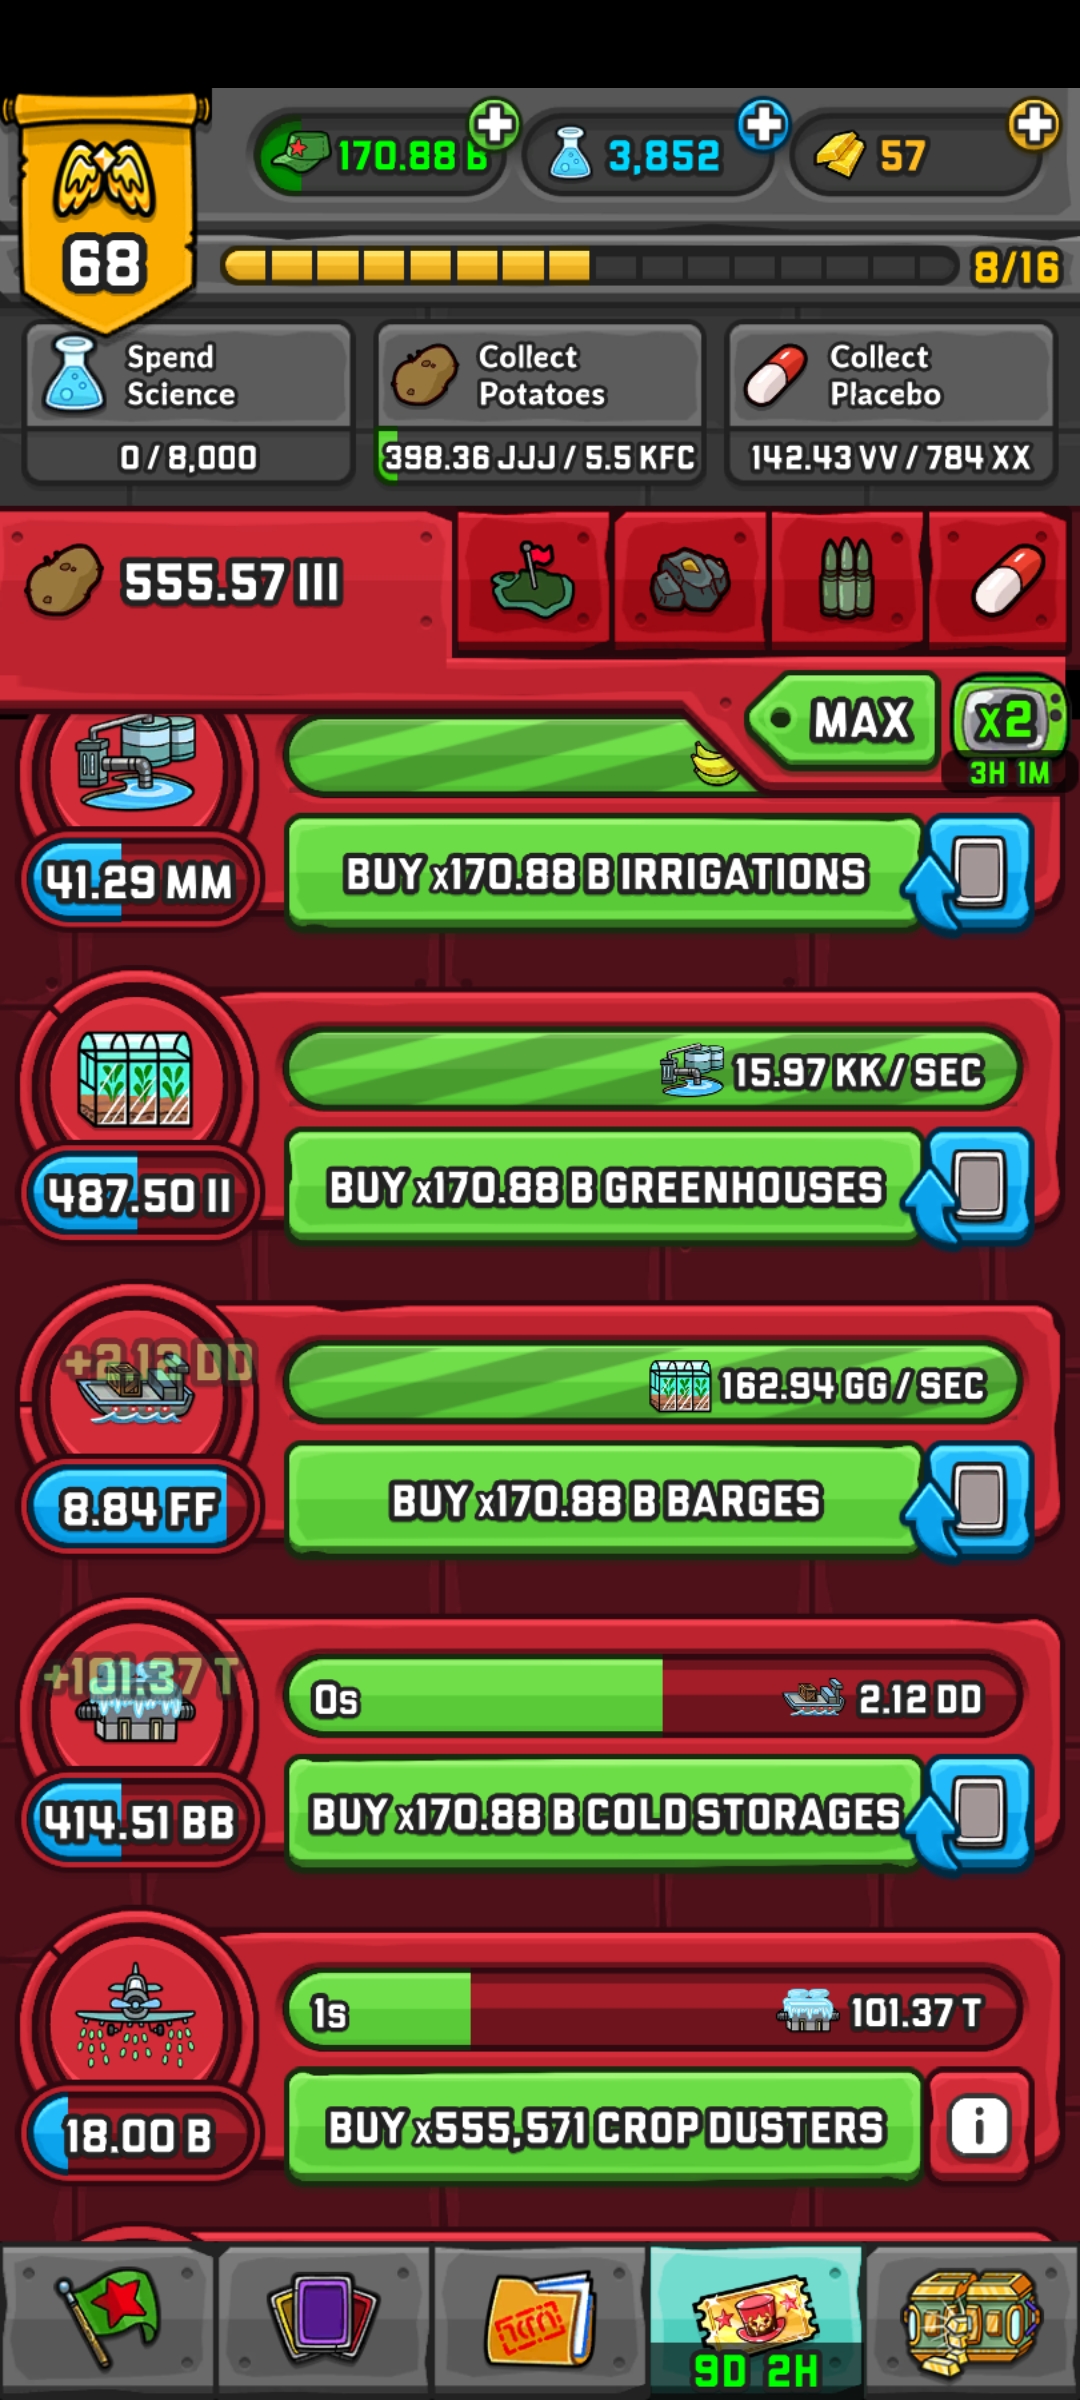 170.88 B
3,852
57
68
8/16
Spend
Science
0 / 8,000
Collect
Potatoes
398.36 JJJ / 5.5 KFC
Collect
Placebo
142.43 VV / 784 XX
555.57 III
MAX
x2
3H 1M
41.29 MM
BUY x170.88 B IRRIGATIONS
15.97 KK / SEC
487.50 II
BUY x170.88 B GREENHOUSES
+2.12 DD
162.94 GG / SEC
8.84 FF
BUY x170.88 B BARGES
+101.37 T
0s
2.12 DD
414.51 BB
BUY x170.88 B COLD STORAGES
1s
101.37 T
18.00 B
BUY x555,571 CROP DUSTERS
i
9D 2H